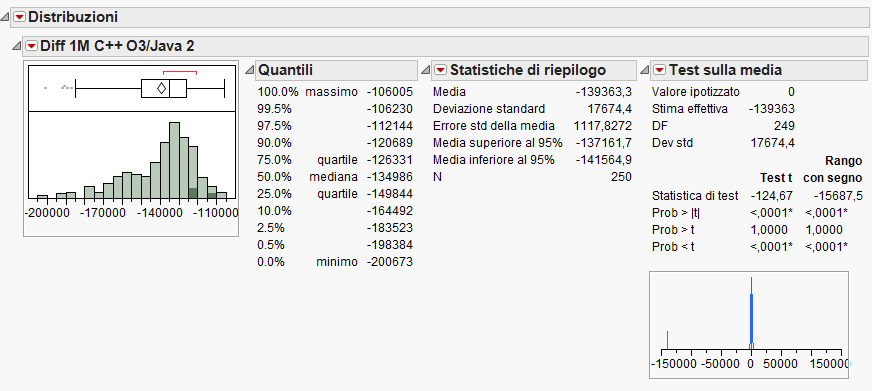 Distribuzioni
Diff 1M C++ O3/Java 2
-200000 -170000 -140000 -110000
Quantili
100.0% massimo -106005
99.5% -106230
97.5% -112144
90.0% -120689
75.0% quartile -126331
50.0% mediana -134986
25.0% quartile -149844
10.0% -164492
2.5% -183523
0.5% -198384
0.0% minimo -200673
Statistiche di riepilogo
Media -139363,3
Deviazione standard 17674,4
Errore std della media 1117,8272
Media superiore al 95% -137161,7
Media inferiore al 95% -141564,9
N 250
Test sulla media
Valore ipotizzato 0
Stima effettiva -139363
DF 249
Dev std 17674,4
Rango
Test t con segno
Statistica di test -124,67 -15687,5
Prob > |t| <,0001* <,0001*
Prob > t 1,0000 1,0000
Prob < t <,0001* <,0001*
-150000 -50000 0 50000 150000